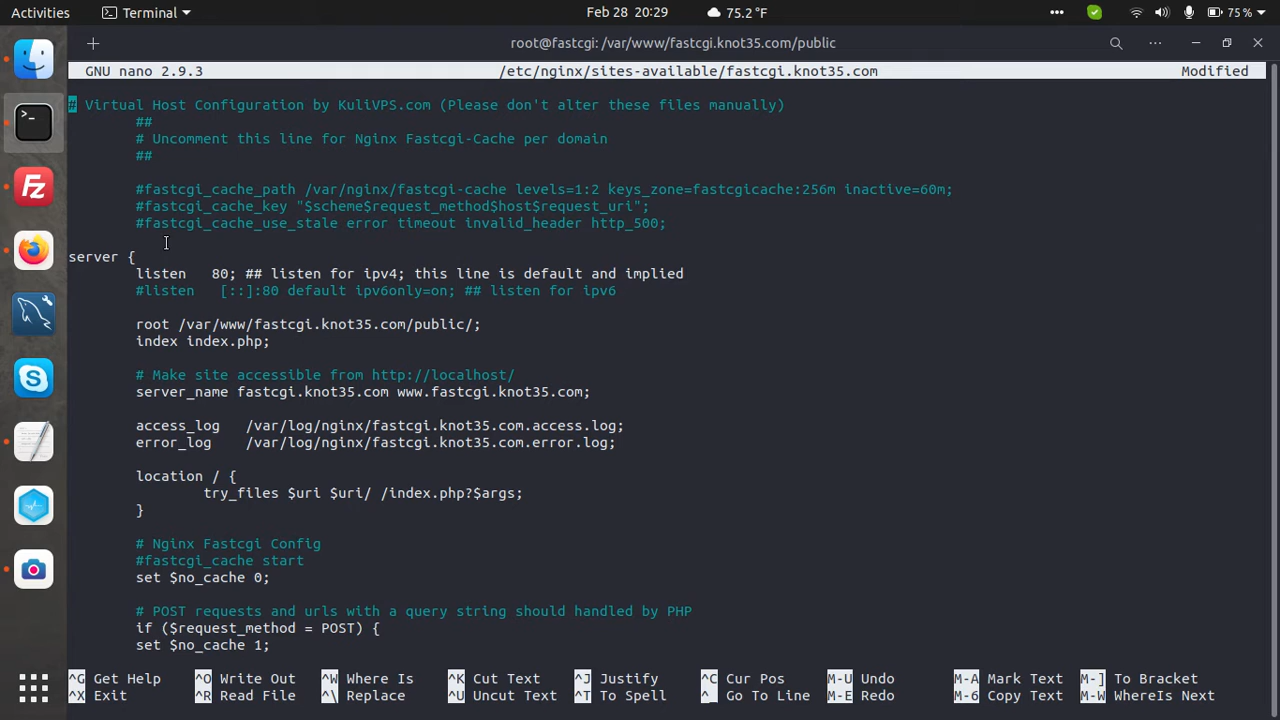 Activities
Terminal
Feb 28 20:29
75.2 °F
75 %
root@fastcgi: /var/www/fastcgi.knot35.com/public
GNU nano 2.9.3 /etc/nginx/sites-available/fastcgi.knot35.com Modified
# Virtual Host Configuration by KuliVPS.com (Please don't alter these files manually)
##
# Uncomment this line for Nginx Fastcgi-Cache per domain
##
#fastcgi_cache_path /var/nginx/fastcgi-cache levels=1:2 keys_zone=fastcgicache:256m inactive=60m;
#fastcgi_cache_key "$scheme$request_method$host$request_uri";
#fastcgi_cache_use_stale error timeout invalid_header http_500;
server {
listen 80; ## listen for ipv4; this line is default and implied
#listen [::]:80 default ipv6only=on; ## listen for ipv6
root /var/www/fastcgi.knot35.com/public/;
index index.php;
# Make site accessible from http://localhost/
server_name fastcgi.knot35.com www.fastcgi.knot35.com;
access_log /var/log/nginx/fastcgi.knot35.com.access.log;
error_log /var/log/nginx/fastcgi.knot35.com.error.log;
location / {
try_files $uri $uri/ /index.php?$args;
}
# Nginx Fastcgi Config
#fastcgi_cache start
set $no_cache 0;
# POST requests and urls with a query string should handled by PHP
if ($request_method = POST) {
set $no_cache 1;
^G Get Help ^O Write Out ^W Where Is ^K Cut Text ^J Justify ^C Cur Pos M-U Undo M-A Mark Text M-] To Bracket
^X Exit ^R Read File ^\ Replace ^U Uncut Text ^T To Spell ^_ Go To Line M-E Redo M-6 Copy Text M-W WhereIs Next